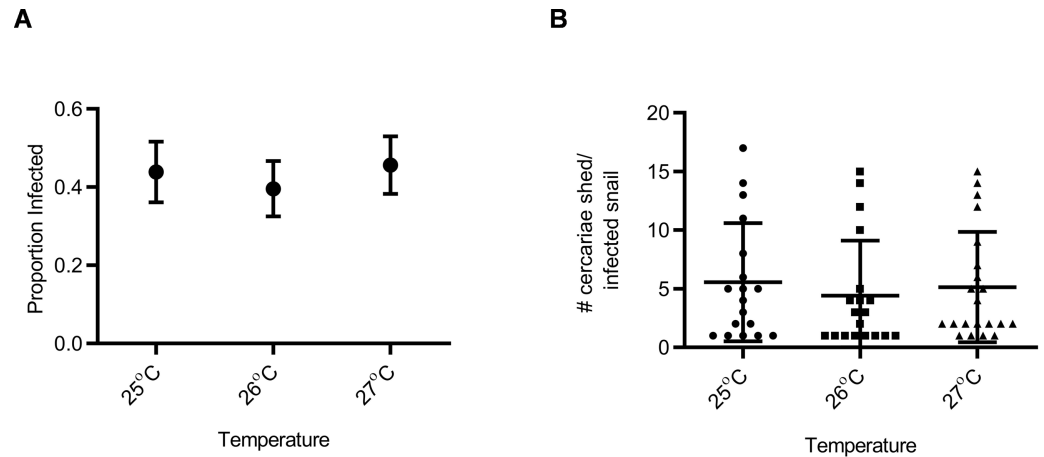 A
Proportion Infected
0.6
0.4
0.2
0.0
25°C
26°C
27°C
Temperature
B
# cercariae shed/
infected snail
20
15
10
5
0
25°C
26°C
27°C
Temperature